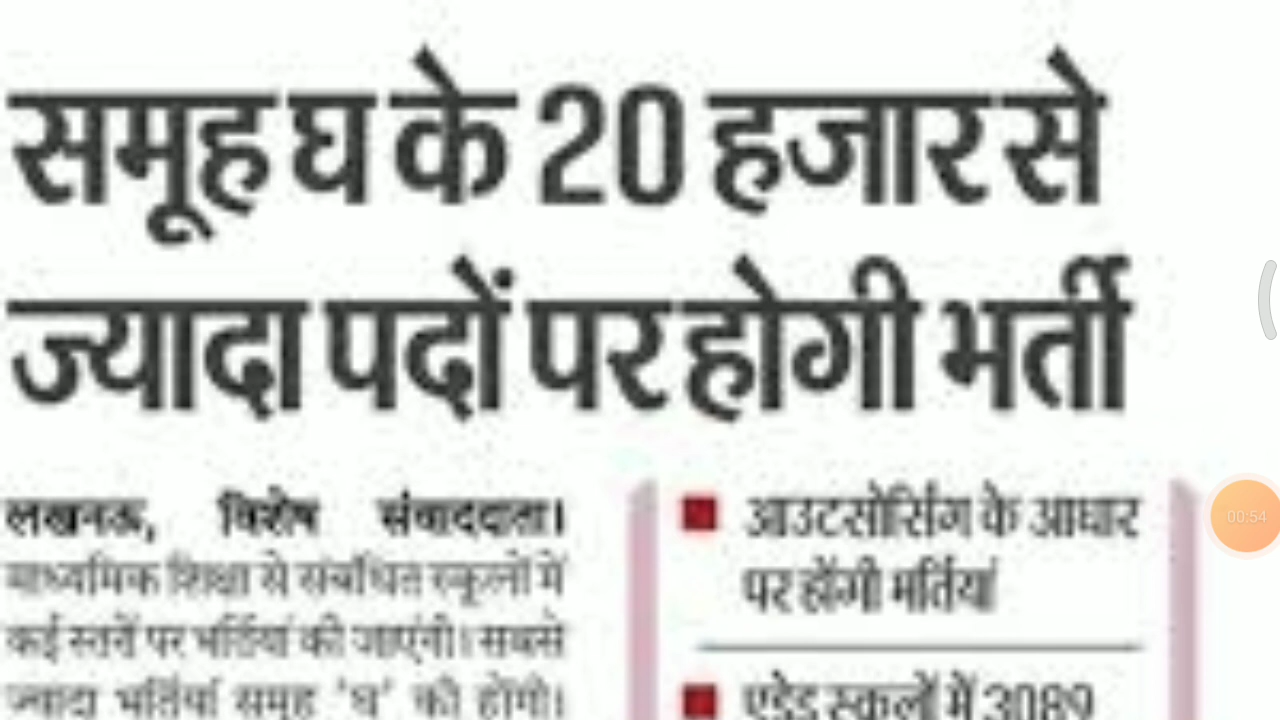 समूह घ के 20 हजार से
ज्यादा पदों पर होगी भर्ती
लखनऊ, विशेष संवाददाता।
माध्यमिक शिक्षा से संबंधित स्कूलों में
कई स्तरों पर भर्तियां की जाएंगी। सबसे
ज्यादा भर्तियां समूह 'घ' की होंगी।
आउटसोर्सिंग के आधार
पर होंगी भर्तियां
एडेड स्कूलों में 3089
00:54